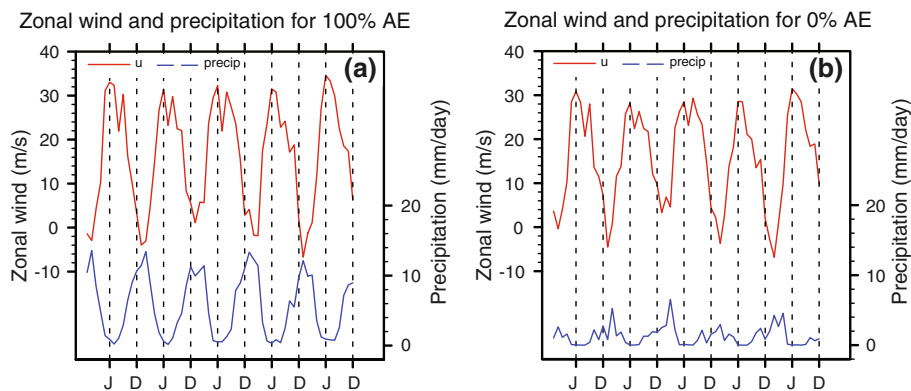 Zonal wind and precipitation for 100% AE
Zonal wind and precipitation for 0% AE
u precip (a)
40
30
20
10
0
-10
Zonal wind (m/s)
20
10
0
Precipitation (mm/day)
J D J D J D J D J D
u precip (b)
40
30
20
10
0
-10
Zonal wind (m/s)
20
10
0
Precipitation (mm/day)
J D J D J D J D J D